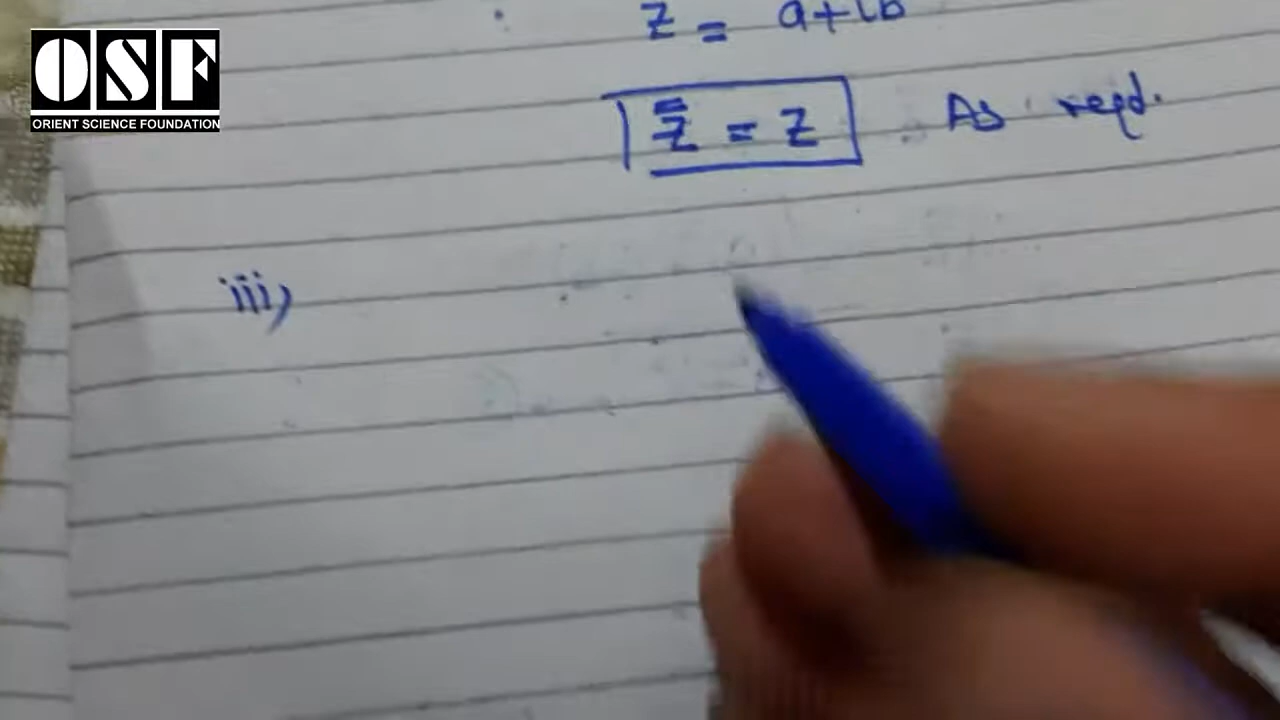 OSF
ORIENT SCIENCE FOUNDATION
z = a+ib
z̿ = z As reqd.
iii)